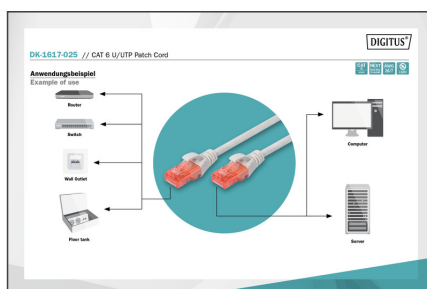 DIGITUS®
DK-1617-025 // CAT 6 U/UTP Patch Cord
Anwendungsbeispiel
Example of use
Router
Switch
Wall Outlet
Floor tank
Computer
Server